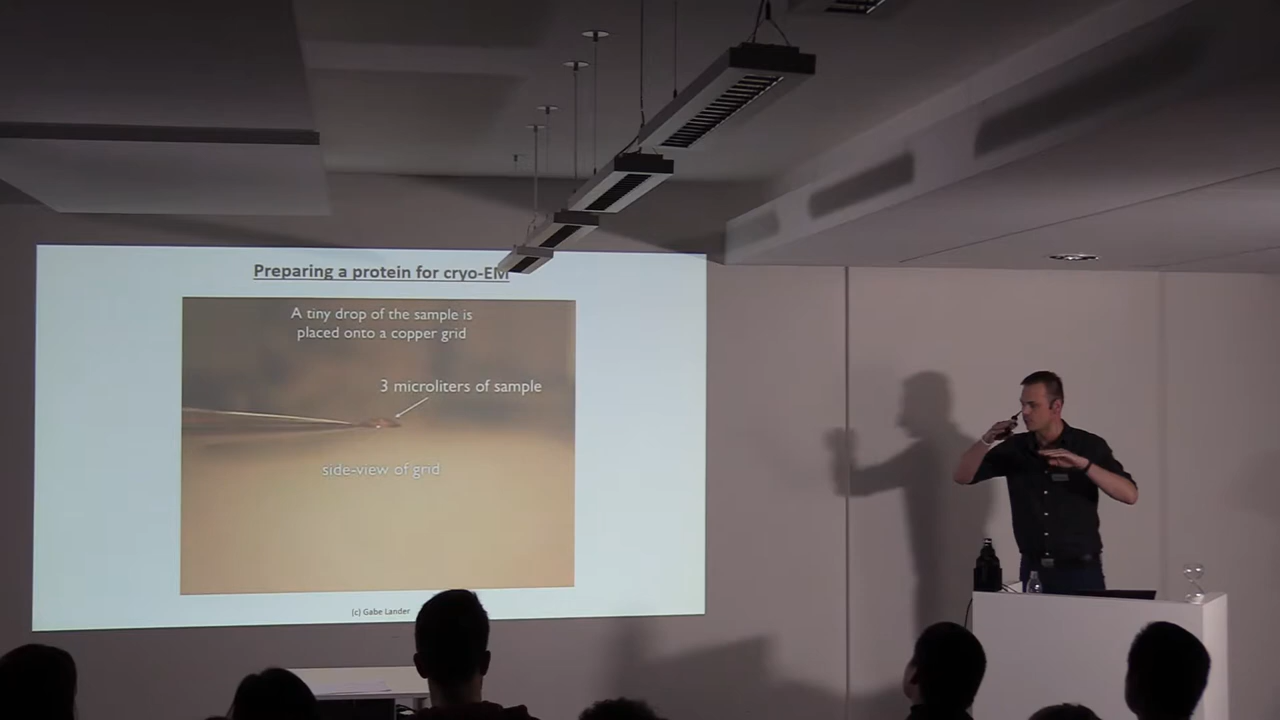 Preparing a protein for cryo-EM
A tiny drop of the sample is
placed onto a copper grid
3 microliters of sample
side-view of grid
(c) Gabe Lander